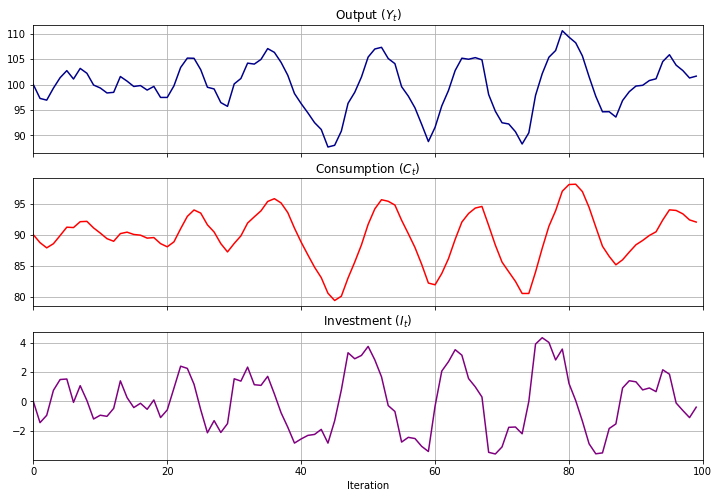 Output (Y_t)
110
105
100
95
90
Consumption (C_t)
95
90
85
80
Investment (I_t)
4
2
0
−2
0 20 40 60 80 100
Iteration